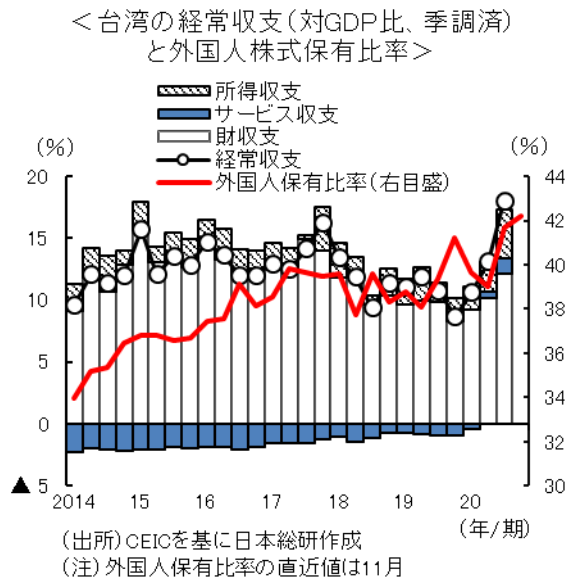 ＜台湾の経常収支（対GDP比、季調済）
と外国人株式保有比率＞
所得収支
サービス収支
財収支
経常収支
外国人保有比率（右目盛）
（%）
（%）
20
15
10
5
0
▲ 5
44
42
40
38
36
34
32
30
2014 15 16 17 18 19 20
（年/期）
（出所）CEICを基に日本総研作成
（注）外国人保有比率の直近値は11月